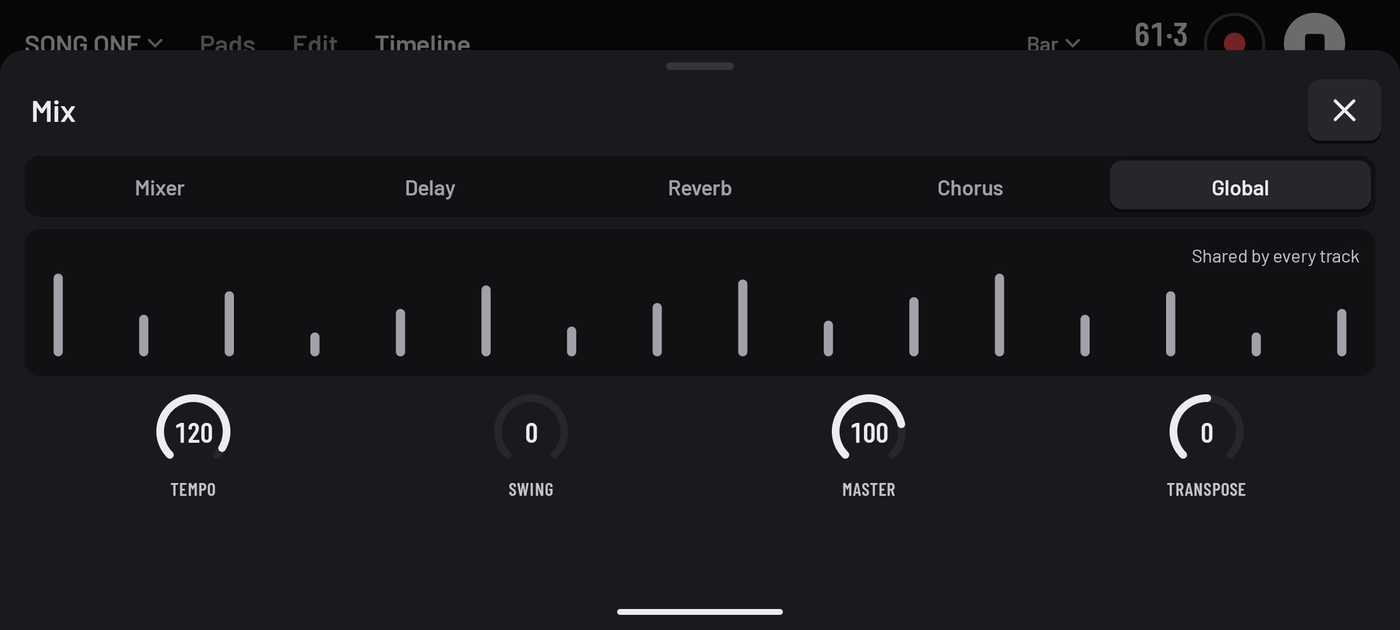 SONG ONE Pads Edit Timeline Bar 61·3
Mix
Mixer Delay Reverb Chorus Global
Shared by every track
120 0 100 0
TEMPO SWING MASTER TRANSPOSE